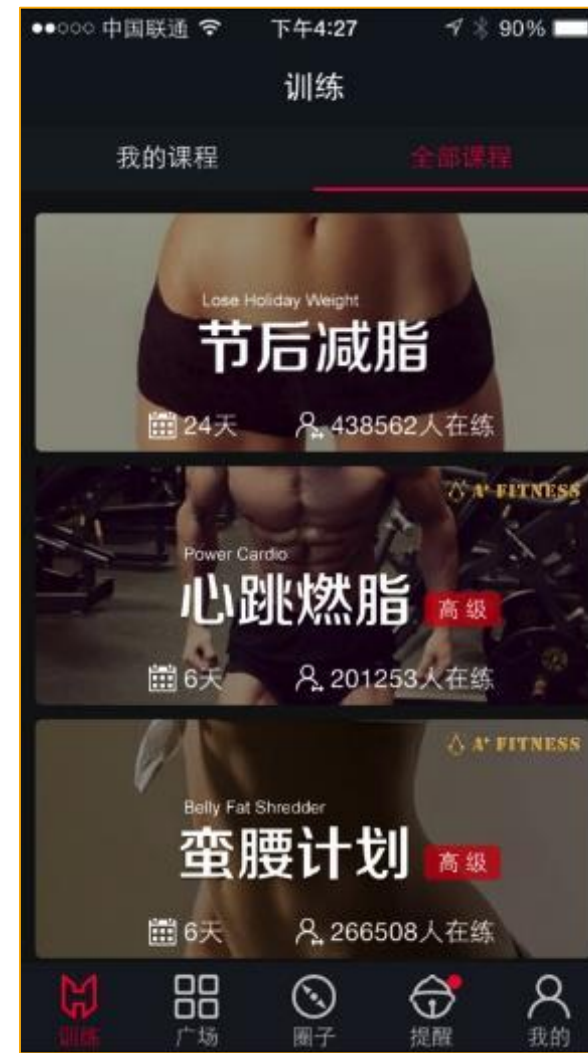 中国联通 下午4:27 90%
训练
我的课程 全部课程
Lose Holiday Weight
节后减脂
24天 438562人在练
A+ FITNESS
Power Cardio
心跳燃脂 高级
6天 201253人在练
A+ FITNESS
Belly Fat Shredder
蛮腰计划 高级
6天 266508人在练
训练 广场 圈子 提醒 我的